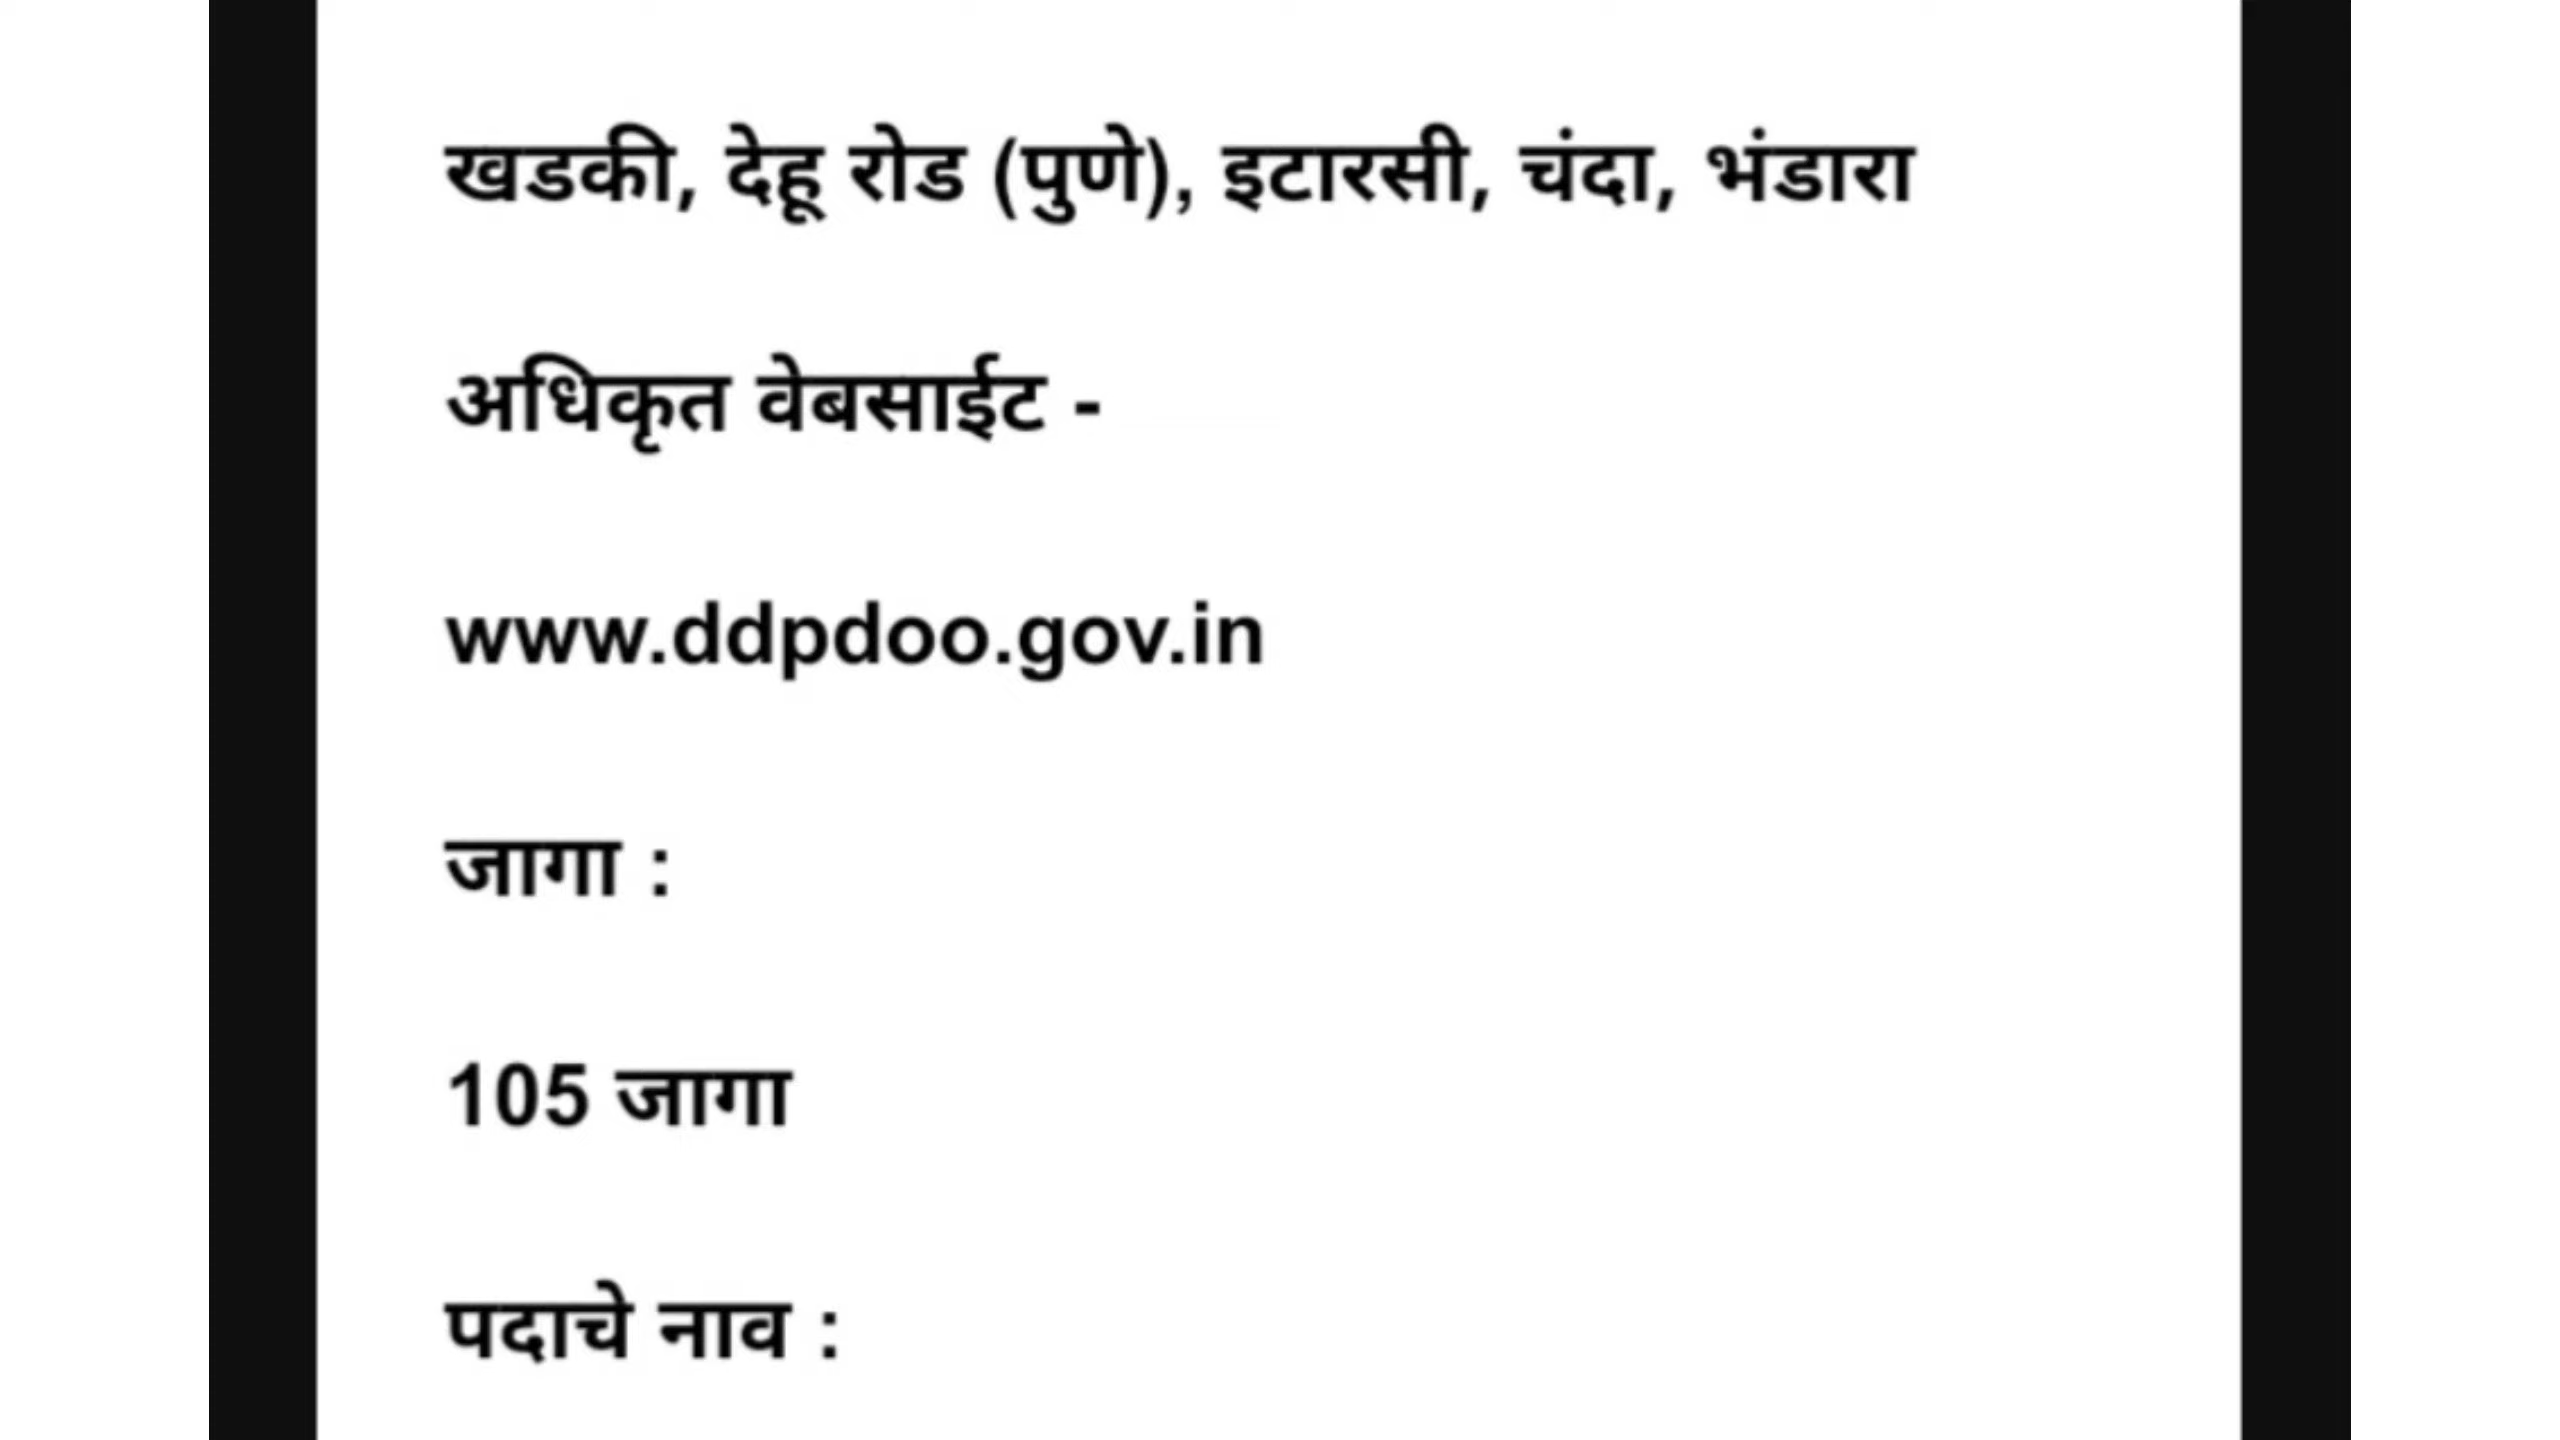 खडकी, देहू रोड (पुणे), इटारसी, चंदा, भंडारा
अधिकृत वेबसाईट -
www.ddpdoo.gov.in
जागा :
105 जागा
पदाचे नाव :